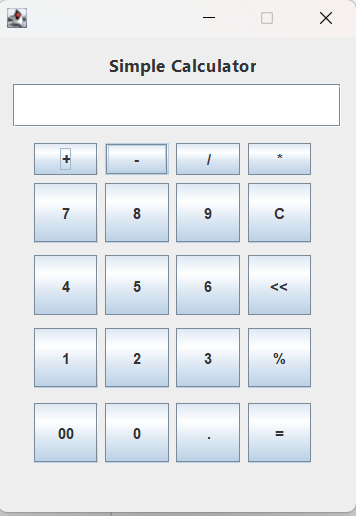 Simple Calculator
+ - / *
7 8 9 C
4 5 6 <<
1 2 3 %
00 0 . =